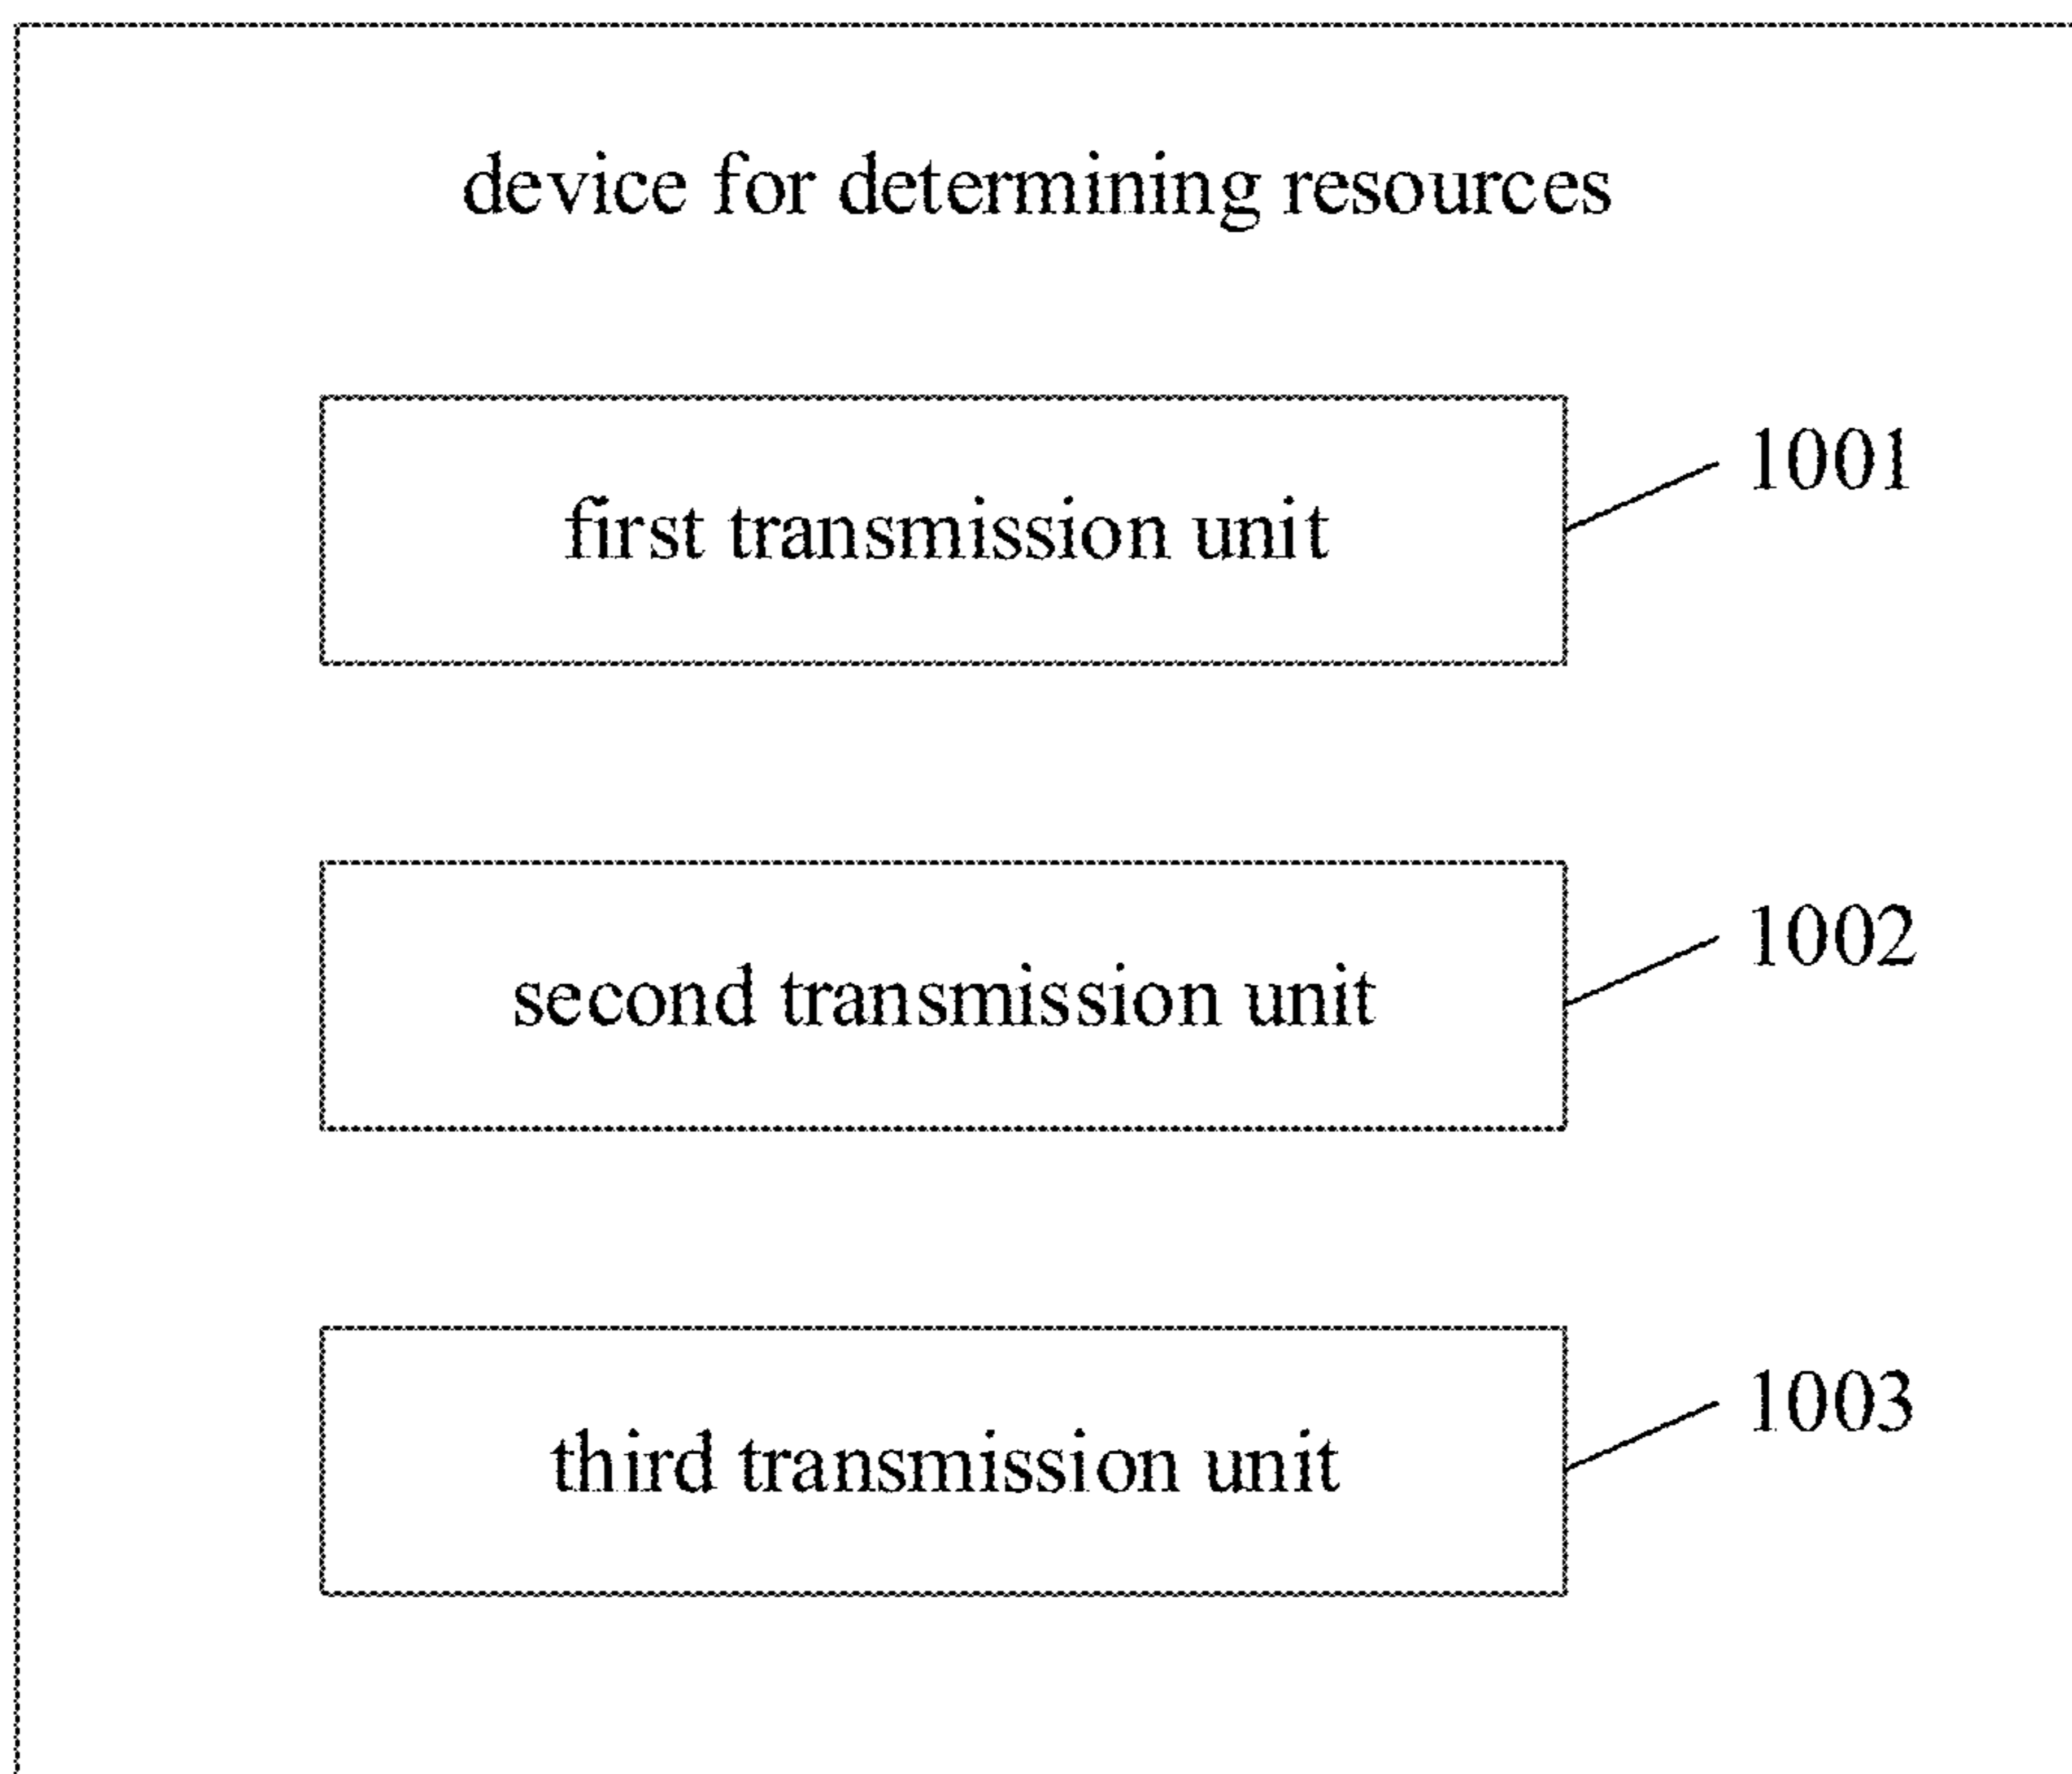 device for determining resources
first transmission unit
1001
second transmission unit
1002
third transmission unit
1003